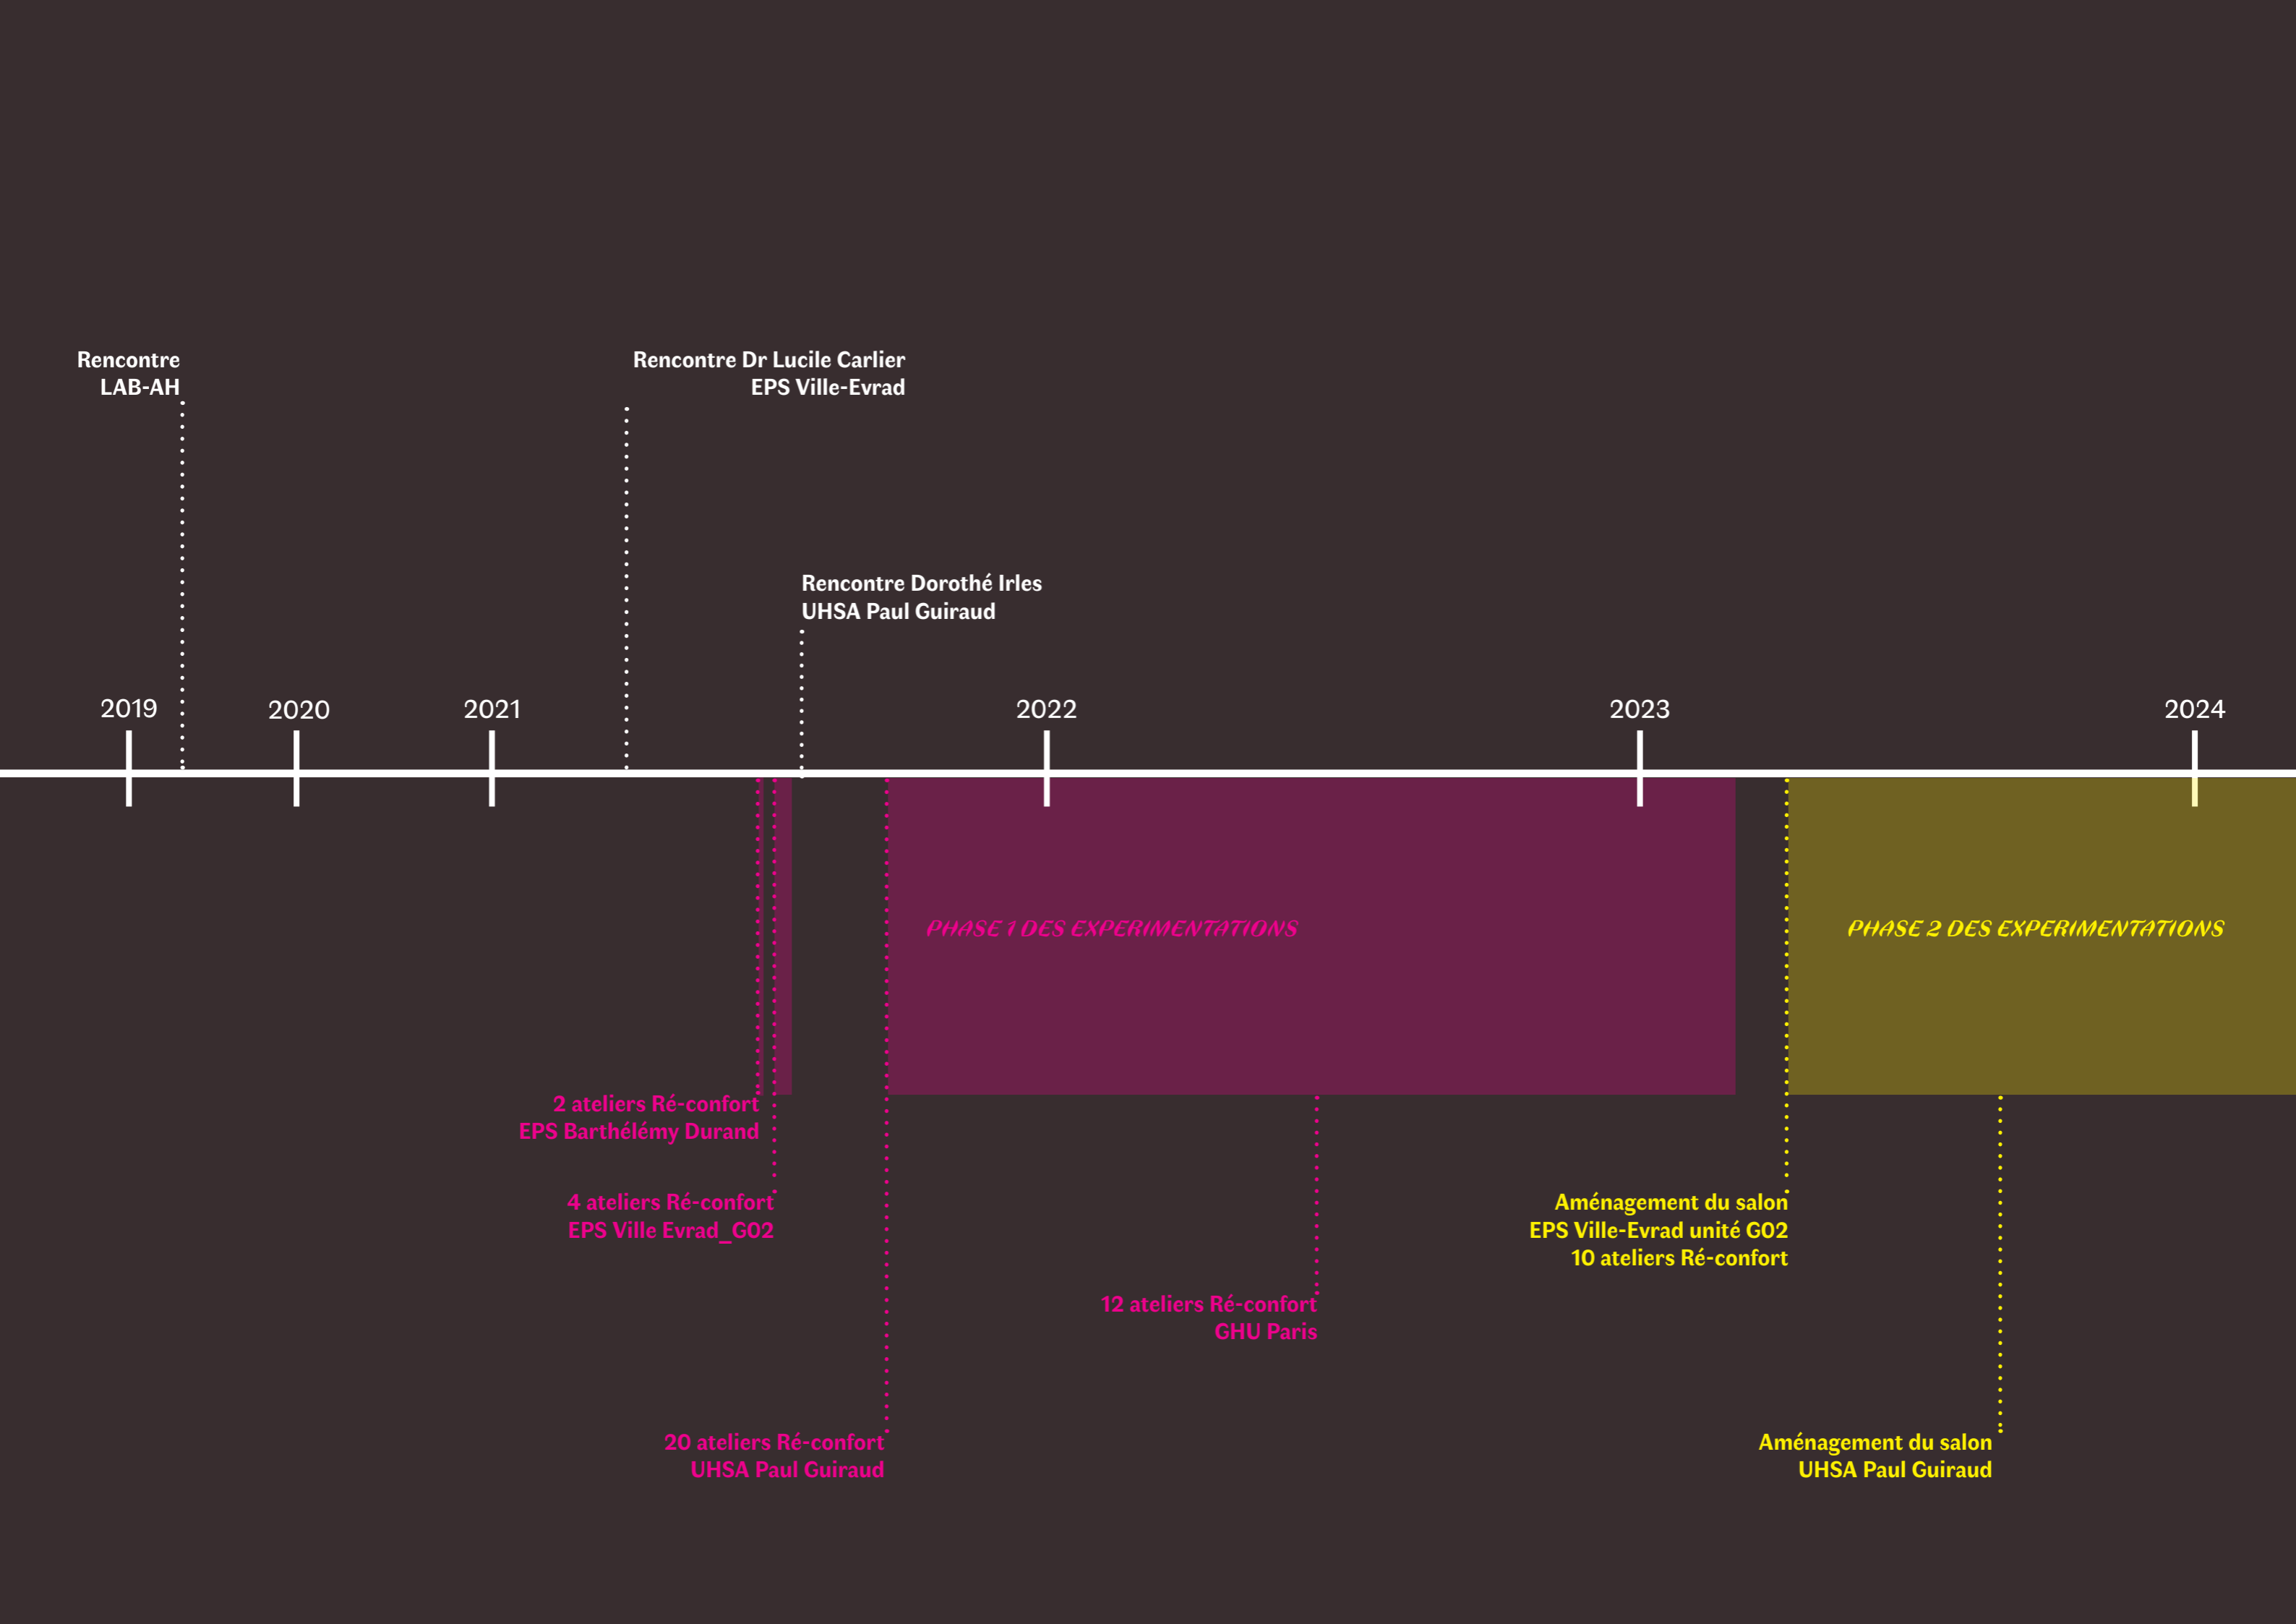 Rencontre
LAB-AH
Rencontre Dr Lucile Carlier
EPS Ville-Evrad
Rencontre Dorothé Irles
UHSA Paul Guiraud
2019
2020
2021
2022
2023
2024
PHASE 1 DES EXPERIMENTATIONS
PHASE 2 DES EXPERIMENTATIONS
2 ateliers Ré-confort
EPS Barthélémy Durand
4 ateliers Ré-confort
EPS Ville Evrad_G02
Aménagement du salon
EPS Ville-Evrad unité G02
10 ateliers Ré-confort
12 ateliers Ré-confort
GHU Paris
20 ateliers Ré-confort
UHSA Paul Guiraud
Aménagement du salon
UHSA Paul Guiraud